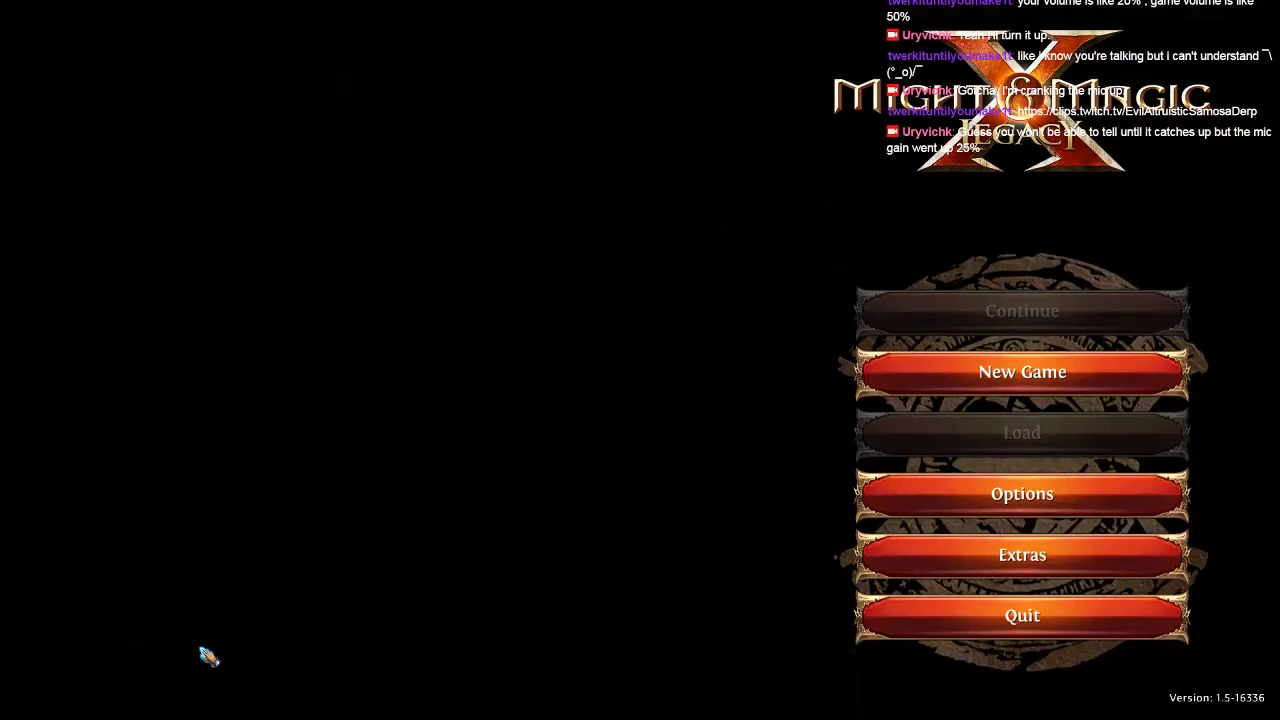 twerkituntilyoumake1t: your volume is like 20% , game volume is like
50%
Uryvichk: Yeah I'll turn it up.
twerkituntilyoumake1t: like i know you're talking but i can't understand ¯\
(°_o)/¯
Uryvichk: Gotcha, I'm cranking the mic up.
twerkituntilyoumake1t: https://clips.twitch.tv/EvilAltruisticSamosaDerp
Uryvichk: Guess you won't be able to tell until it catches up but the mic
gain went up 25%
Might & Magic
X
Legacy
Continue
New Game
Load
Options
Extras
Quit
Version: 1.5-16336